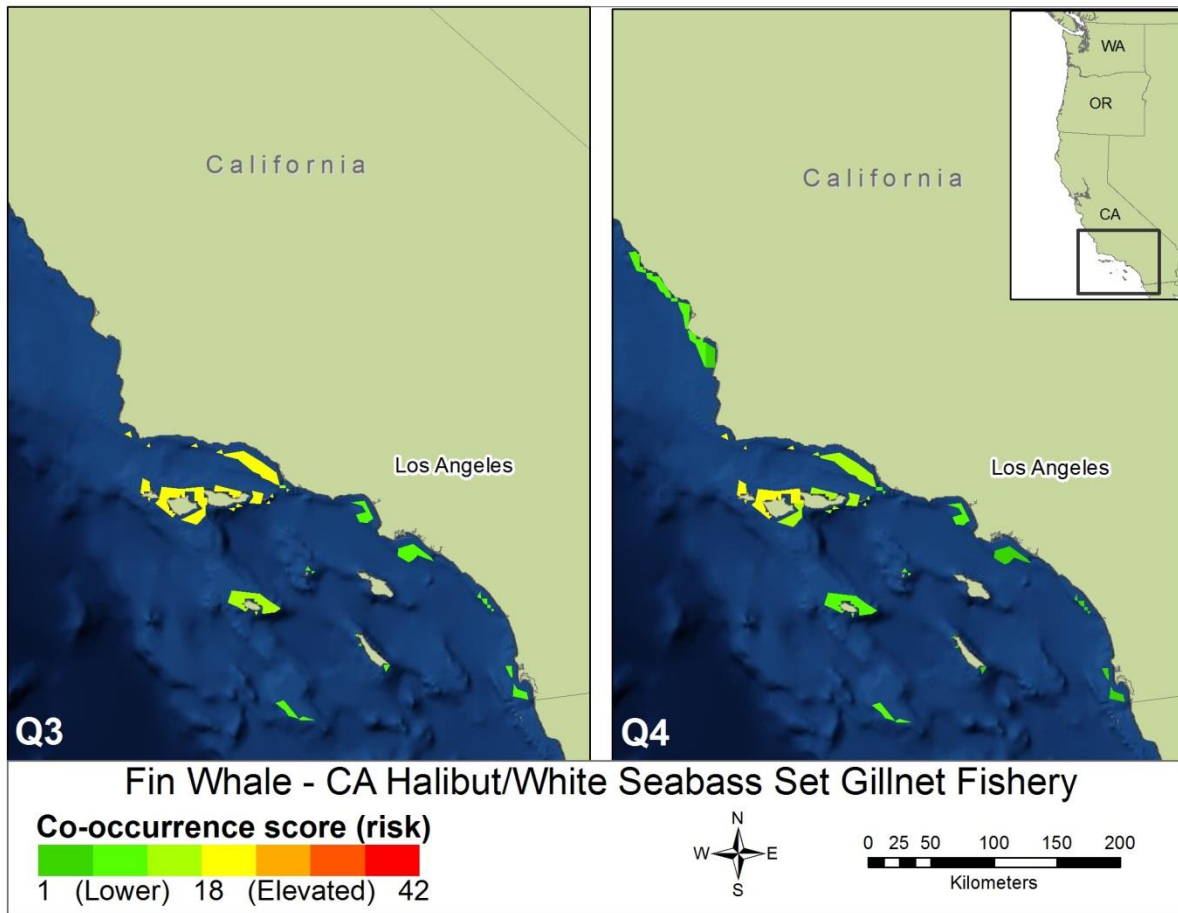 California
Los Angeles
Q3
California
Los Angeles
Q4
WA
OR
CA
Fin Whale - CA Halibut/White Seabass Set Gillnet Fishery
Co-occurrence score (risk)
1 (Lower) 18 (Elevated) 42
N
W E
S
0 25 50 100 150 200
Kilometers